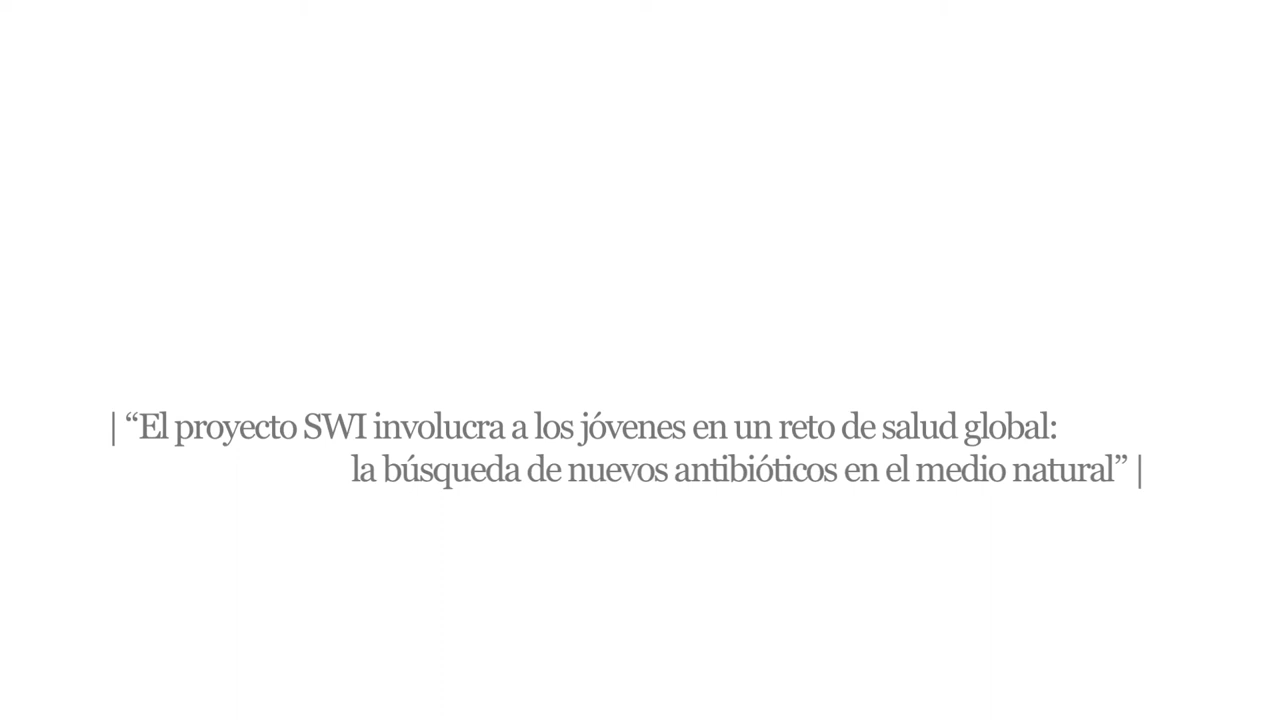 | “El proyecto SWI involucra a los jóvenes en un reto de salud global:
la búsqueda de nuevos antibióticos en el medio natural” |